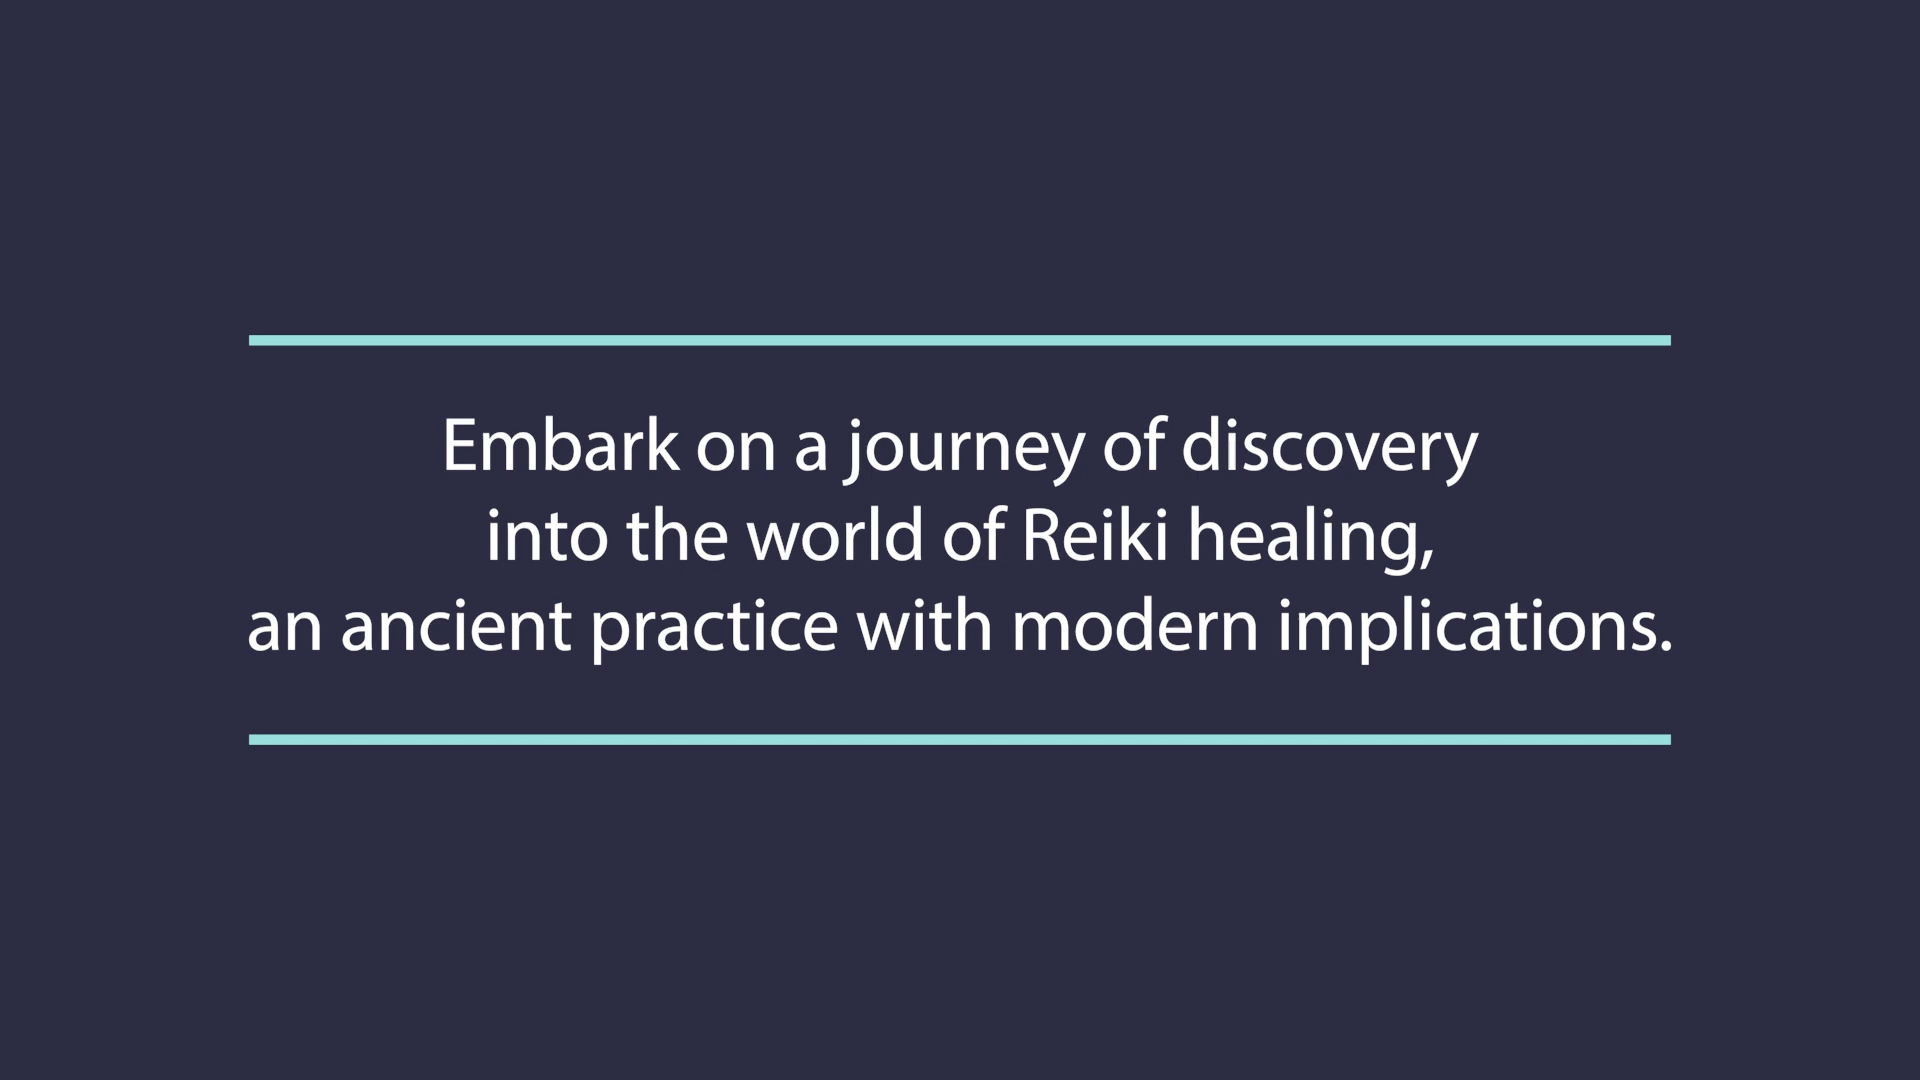 Embark on a journey of discovery
into the world of Reiki healing,
an ancient practice with modern implications.